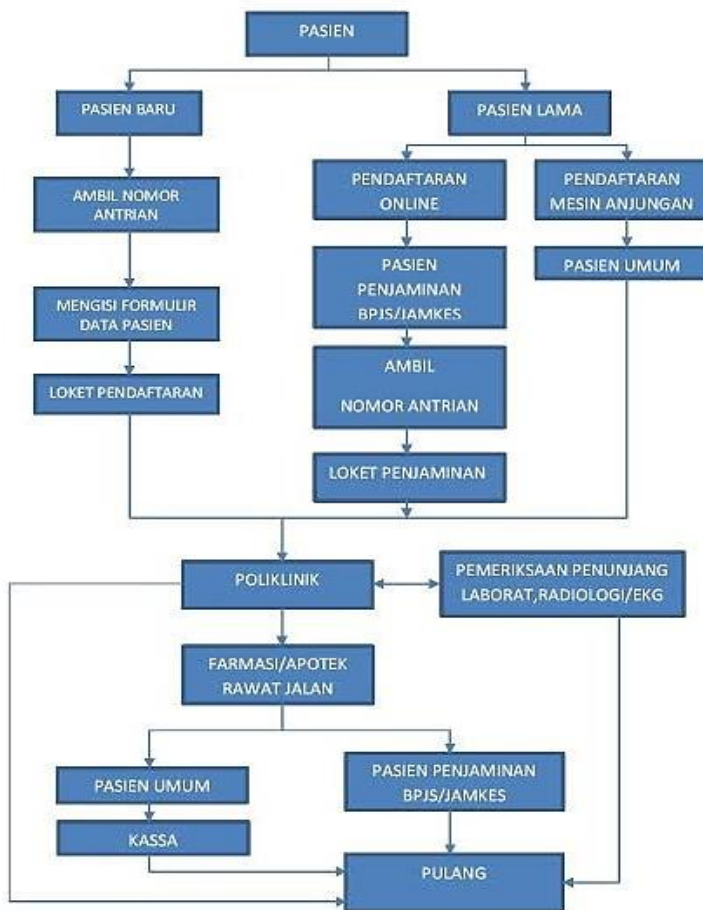 PASIEN
PASIEN BARU
PASIEN LAMA
AMBIL NOMOR
ANTRIAN
PENDAFTARAN
ONLINE
PENDAFTARAN
MESIN ANJUNGAN
PASIEN
PENJAMINAN
BPJS/JAMKES
PASIEN UMUM
MENGISI FORMULIR
DATA PASIEN
AMBIL
NOMOR ANTRIAN
LOKET PENDAFTARAN
LOKET PENJAMINAN
POLIKLINIK
PEMERIKSAAN PENUNJANG
LABORAT,RADIOLOGI/EKG
FARMASI/APOTEK
RAWAT JALAN
PASIEN UMUM
PASIEN PENJAMINAN
BPJS/JAMKES
KASSA
PULANG